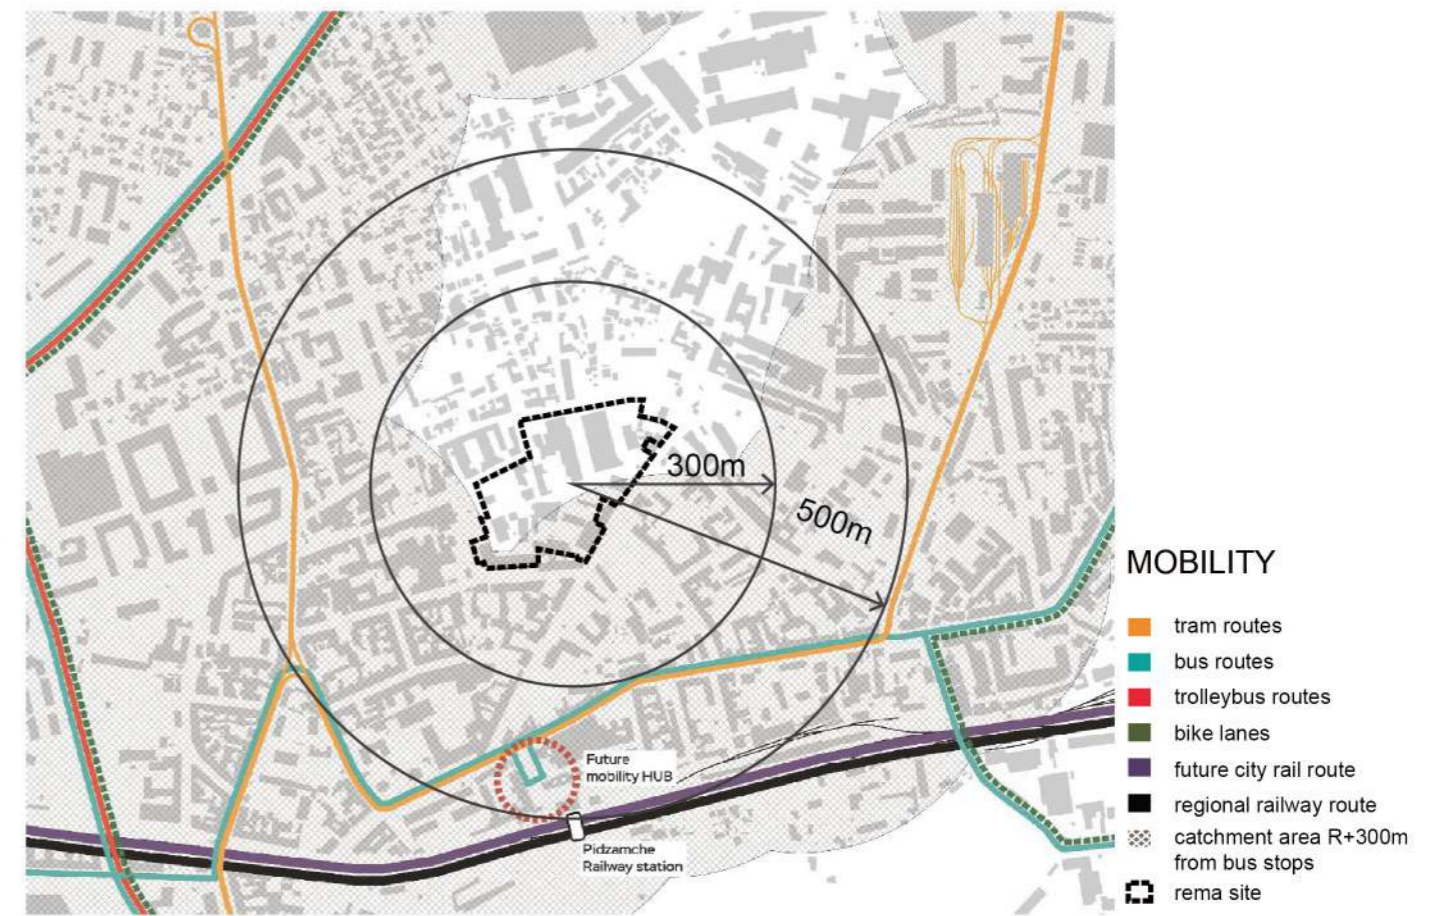 300m
500m
Future
mobility HUB
Pidzamche
Railway station
MOBILITY
tram routes
bus routes
trolleybus routes
bike lanes
future city rail route
regional railway route
catchment area R+300m
from bus stops
rema site